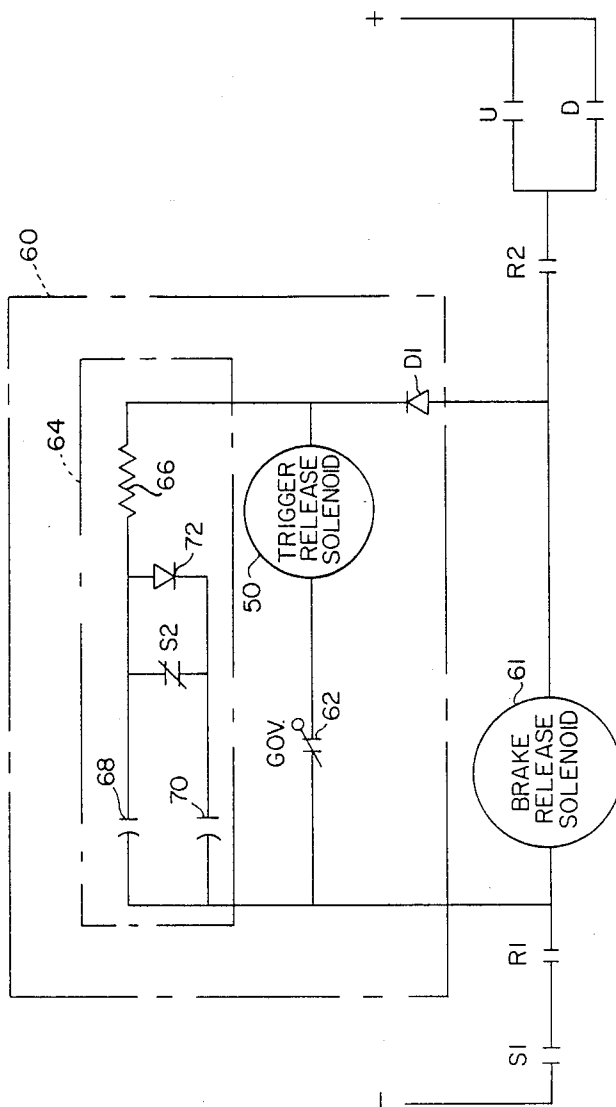 60
64
66
72
S2
68
70
50
TRIGGER
RELEASE
SOLENOID
GOV.
62
D1
+
U
D
R2
61
BRAKE
RELEASE
SOLENOID
R1
S1
–